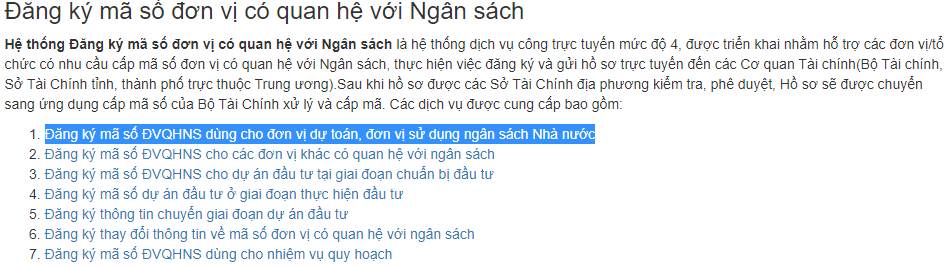 Đăng ký mã số đơn vị có quan hệ với Ngân sách
Hệ thống Đăng ký mã số đơn vị có quan hệ với Ngân sách là hệ thống dịch vụ công trực tuyến mức độ 4, được triển khai nhằm hỗ trợ các đơn vị/tổ
chức có nhu cầu cấp mã số đơn vị có quan hệ với Ngân sách, thực hiện việc đăng ký và gửi hồ sơ trực tuyến đến các Cơ quan Tài chính(Bộ Tài chính,
Sở Tài Chính tỉnh, thành phố trực thuộc Trung ương).Sau khi hồ sơ được các Sở Tài Chính địa phương kiểm tra, phê duyệt, Hồ sơ sẽ được chuyển
sang ứng dụng cấp mã số của Bộ Tài Chính xử lý và cấp mã. Các dịch vụ được cung cấp bao gồm:
1. Đăng ký mã số ĐVQHNS dùng cho đơn vị dự toán, đơn vị sử dụng ngân sách Nhà nước
2. Đăng ký mã số ĐVQHNS cho các đơn vị khác có quan hệ với ngân sách
3. Đăng ký mã số ĐVQHNS cho dự án đầu tư tại giai đoạn chuẩn bị đầu tư
4. Đăng ký mã số dự án đầu tư ở giai đoạn thực hiện đầu tư
5. Đăng ký thông tin chuyển giai đoạn dự án đầu tư
6. Đăng ký thay đổi thông tin về mã số đơn vị có quan hệ với ngân sách
7. Đăng ký mã số ĐVQHNS dùng cho nhiệm vụ quy hoạch